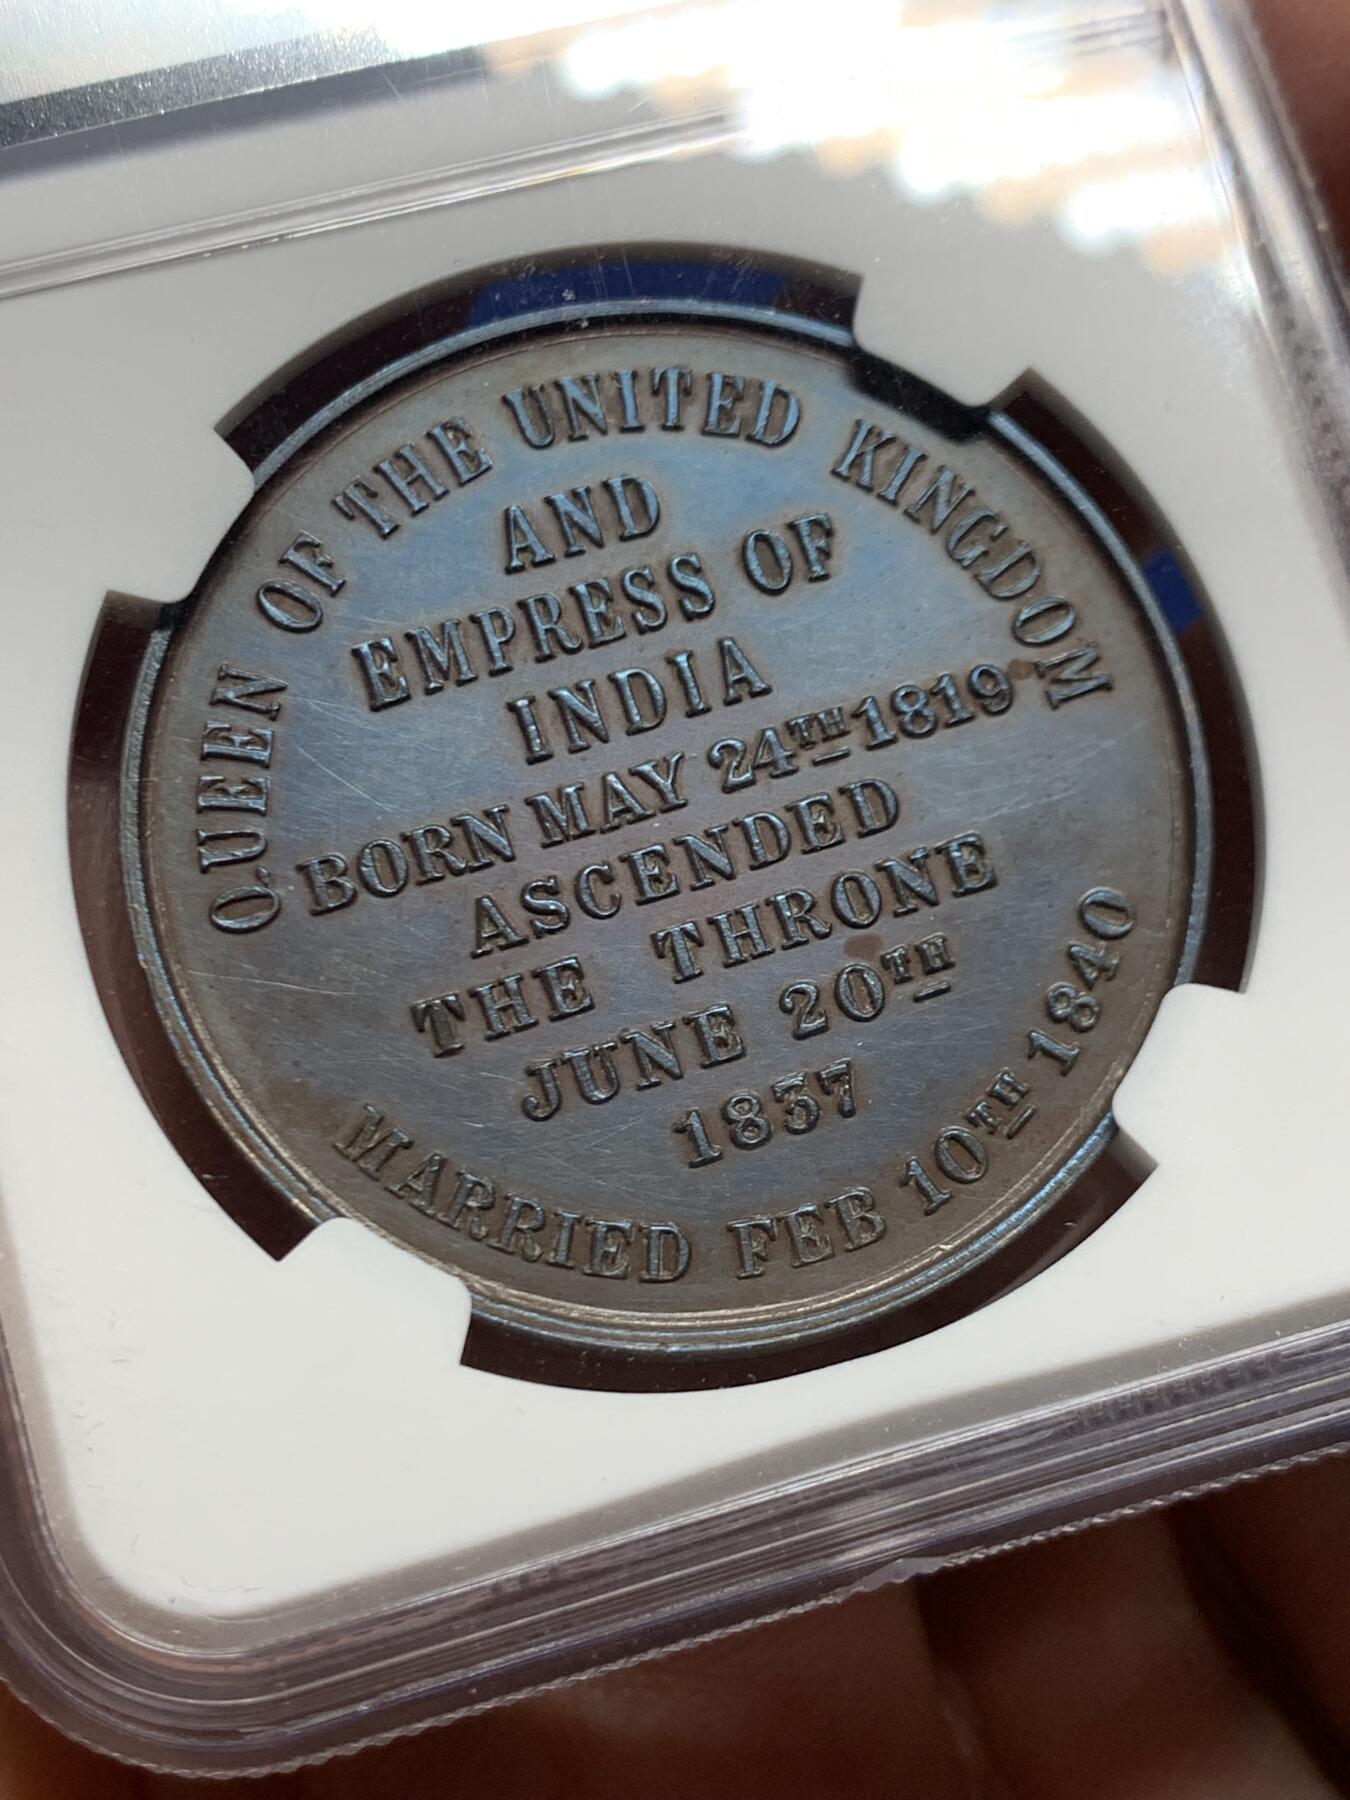 QUEEN OF THE UNITED KINGDOM
AND
EMPRESS OF
INDIA
BORN MAY 24TH 1819
ASCENDED
THE THRONE
JUNE 20TH
1837
MARRIED FEB 10TH 1840